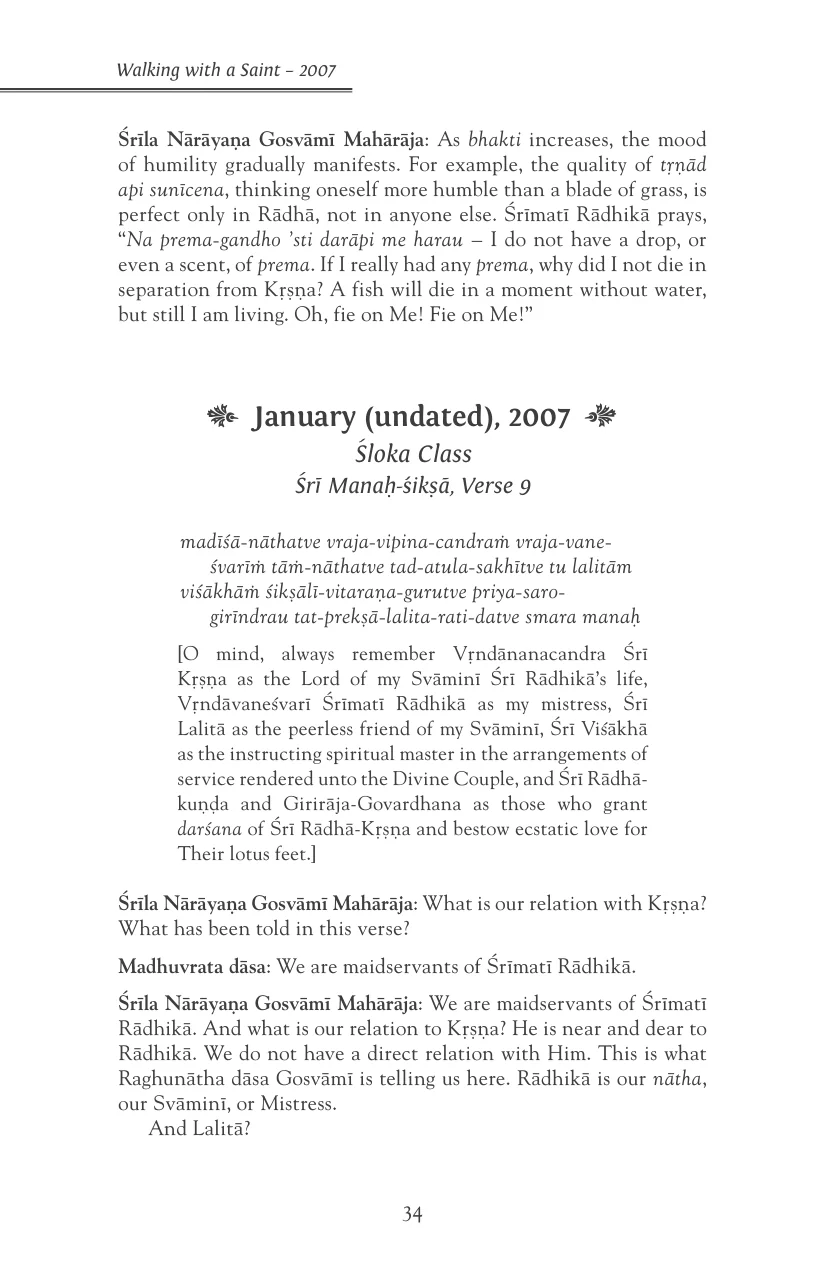 Walking with a Saint – 2007
Śrīla Nārāyaṇa Gosvāmī Mahārāja: As bhakti increases, the mood
of humility gradually manifests. For example, the quality of tṛṇād
api sunīcena, thinking oneself more humble than a blade of grass, is
perfect only in Rādhā, not in anyone else. Śrīmatī Rādhikā prays,
“Na prema-gandho ’sti darāpi me harau – I do not have a drop, or
even a scent, of prema. If I really had any prema, why did I not die in
separation from Kṛṣṇa? A fish will die in a moment without water,
but still I am living. Oh, fie on Me! Fie on Me!”
January (undated), 2007
Śloka Class
Śrī Manaḥ-śikṣā, Verse 9
madīśā-nāthatve vraja-vipina-candraṁ vraja-vane-
śvarīṁ tāṁ-nāthatve tad-atula-sakhītve tu lalitām
viśākhāṁ śikṣālī-vitaraṇa-gurutve priya-saro-
girīndrau tat-prekṣā-lalita-rati-datve smara manaḥ
[O mind, always remember Vṛndānanacandra Śrī
Kṛṣṇa as the Lord of my Svāminī Śrī Rādhikā’s life,
Vṛndāvaneśvarī Śrīmatī Rādhikā as my mistress, Śrī
Lalitā as the peerless friend of my Svāminī, Śrī Viśākhā
as the instructing spiritual master in the arrangements of
service rendered unto the Divine Couple, and Śrī Rādhā-
kuṇḍa and Girirāja-Govardhana as those who grant
darśana of Śrī Rādhā-Kṛṣṇa and bestow ecstatic love for
Their lotus feet.]
Śrīla Nārāyaṇa Gosvāmī Mahārāja: What is our relation with Kṛṣṇa?
What has been told in this verse?
Madhuvrata dāsa: We are maidservants of Śrīmatī Rādhikā.
Śrīla Nārāyaṇa Gosvāmī Mahārāja: We are maidservants of Śrīmatī
Rādhikā. And what is our relation to Kṛṣṇa? He is near and dear to
Rādhikā. We do not have a direct relation with Him. This is what
Raghunātha dāsa Gosvāmī is telling us here. Rādhikā is our nātha,
our Svāminī, or Mistress.
And Lalitā?
34